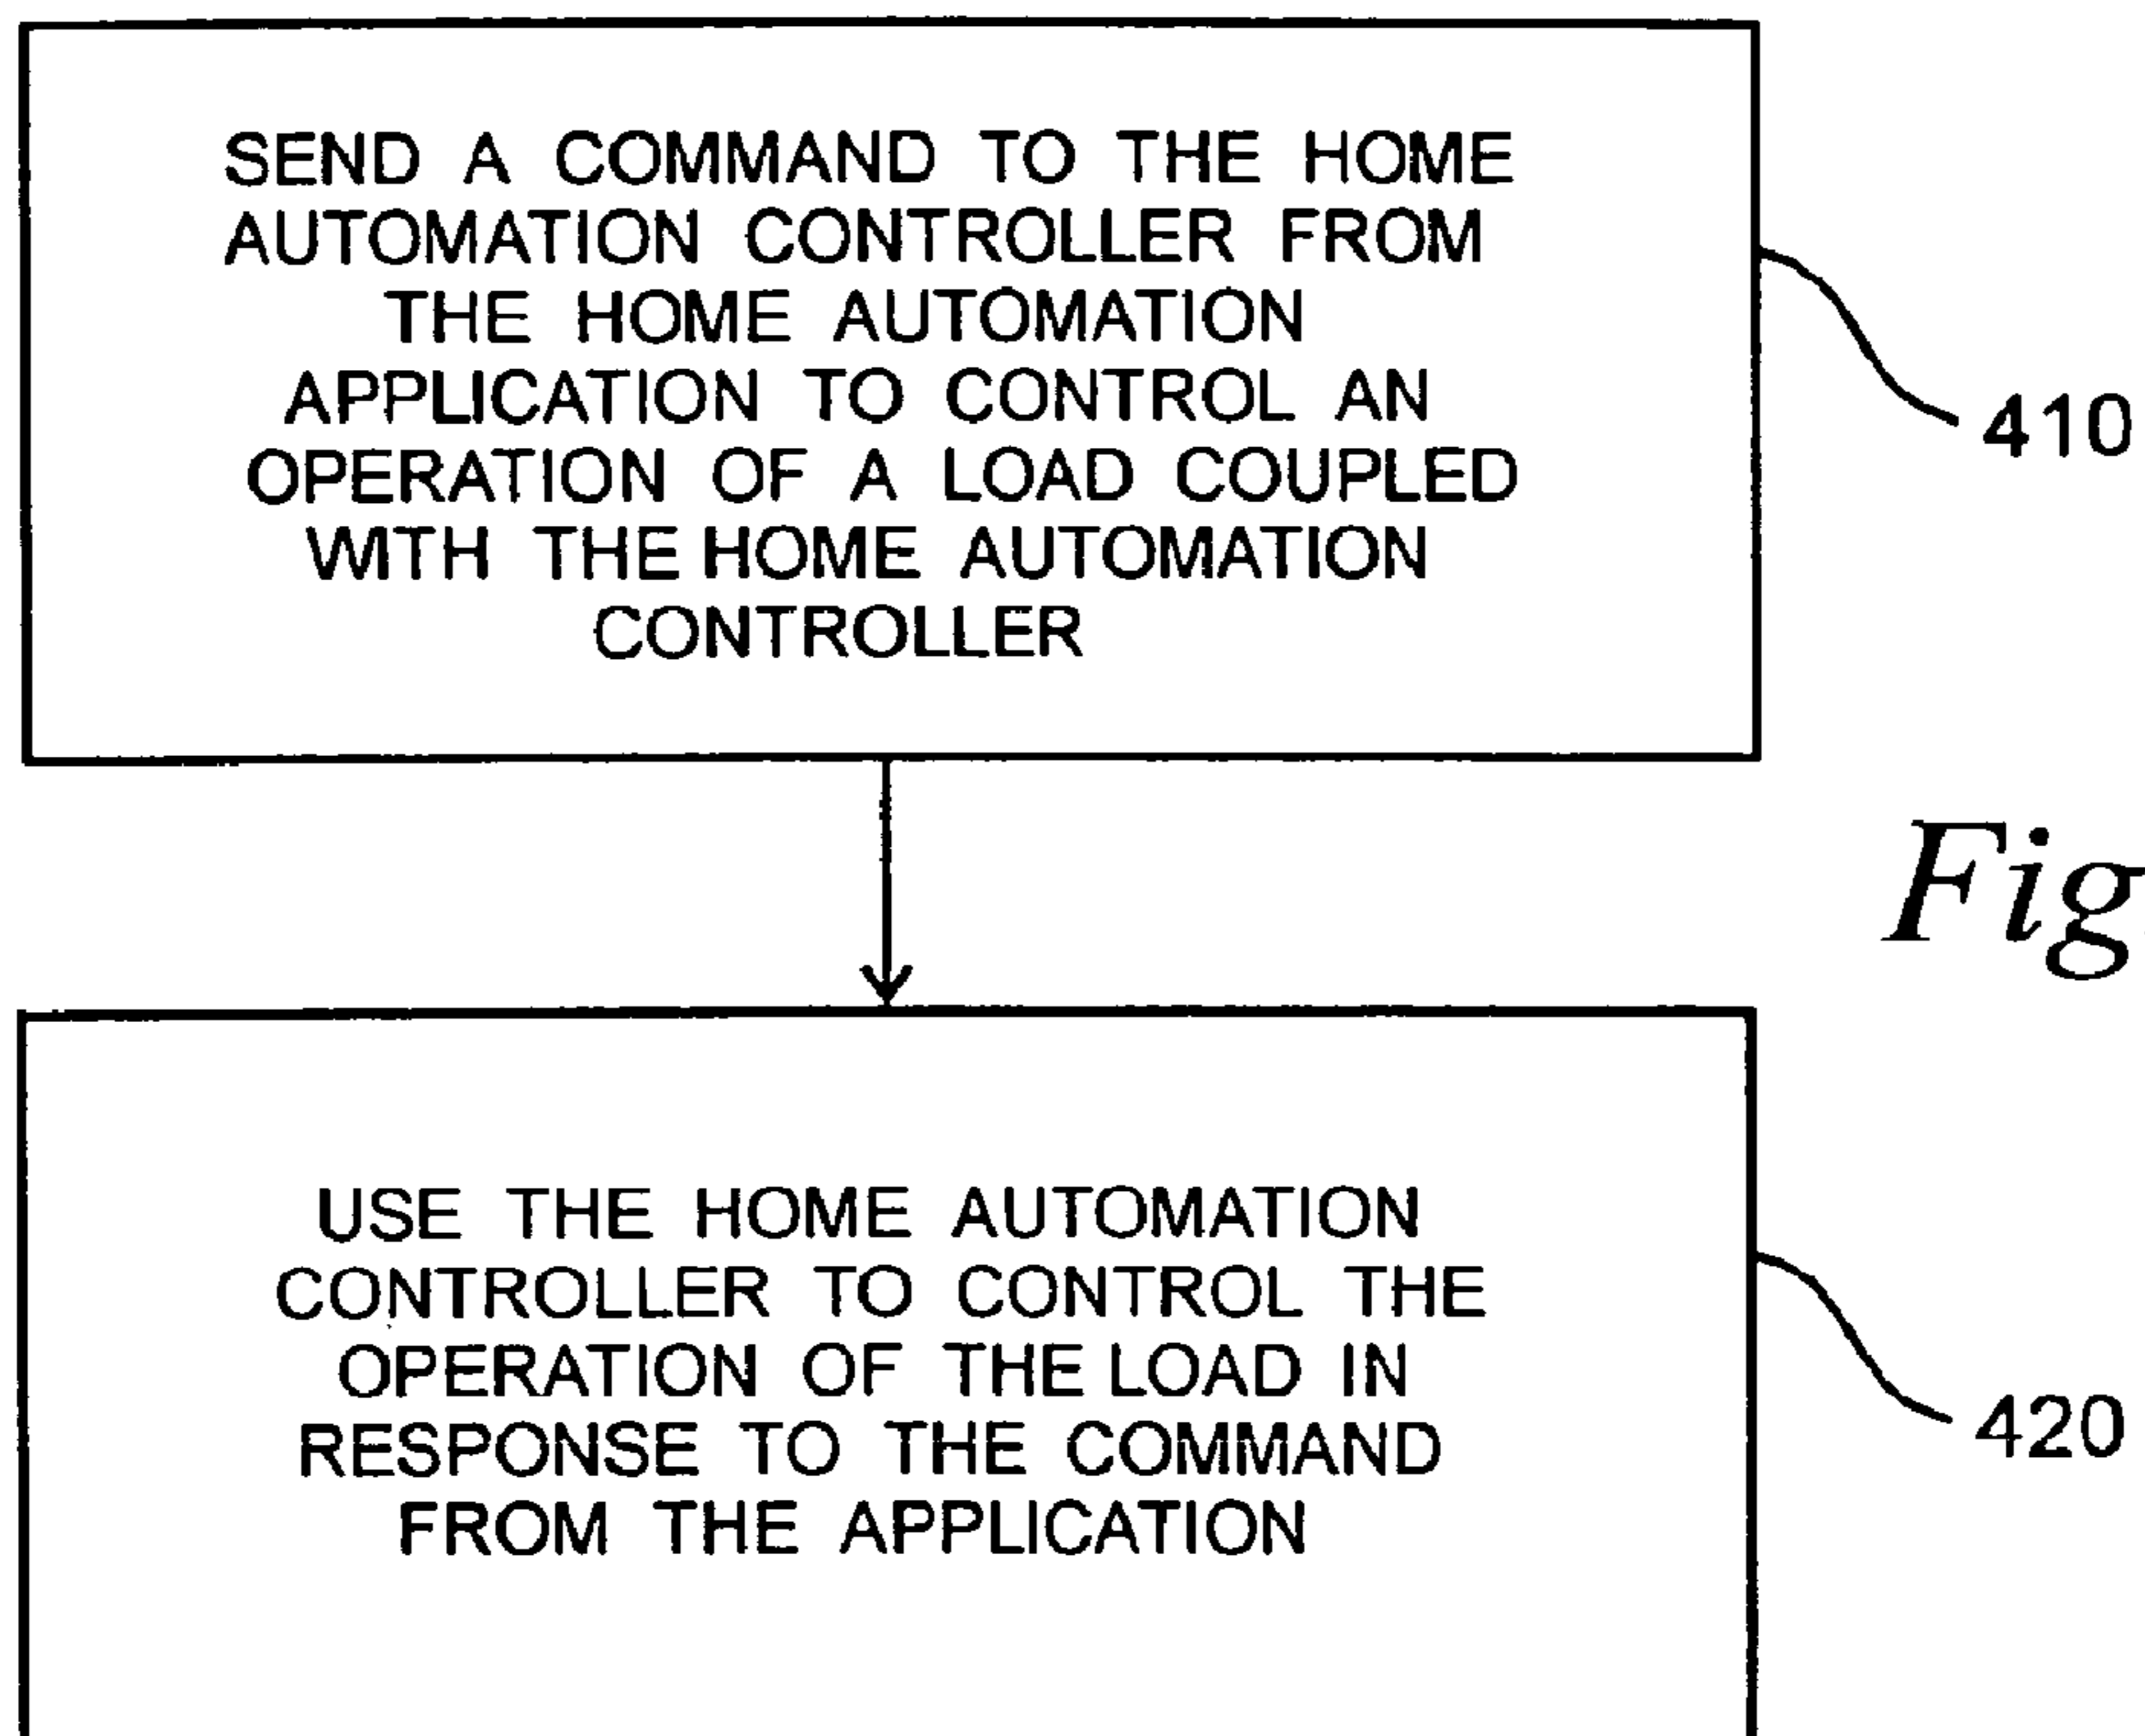 SEND A COMMAND TO THE HOME
AUTOMATION CONTROLLER FROM
THE HOME AUTOMATION
APPLICATION TO CONTROL AN
OPERATION OF A LOAD COUPLED
WITH THE HOME AUTOMATION
CONTROLLER
410
Fig.
USE THE HOME AUTOMATION
CONTROLLER TO CONTROL THE
OPERATION OF THE LOAD IN
RESPONSE TO THE COMMAND
FROM THE APPLICATION
420